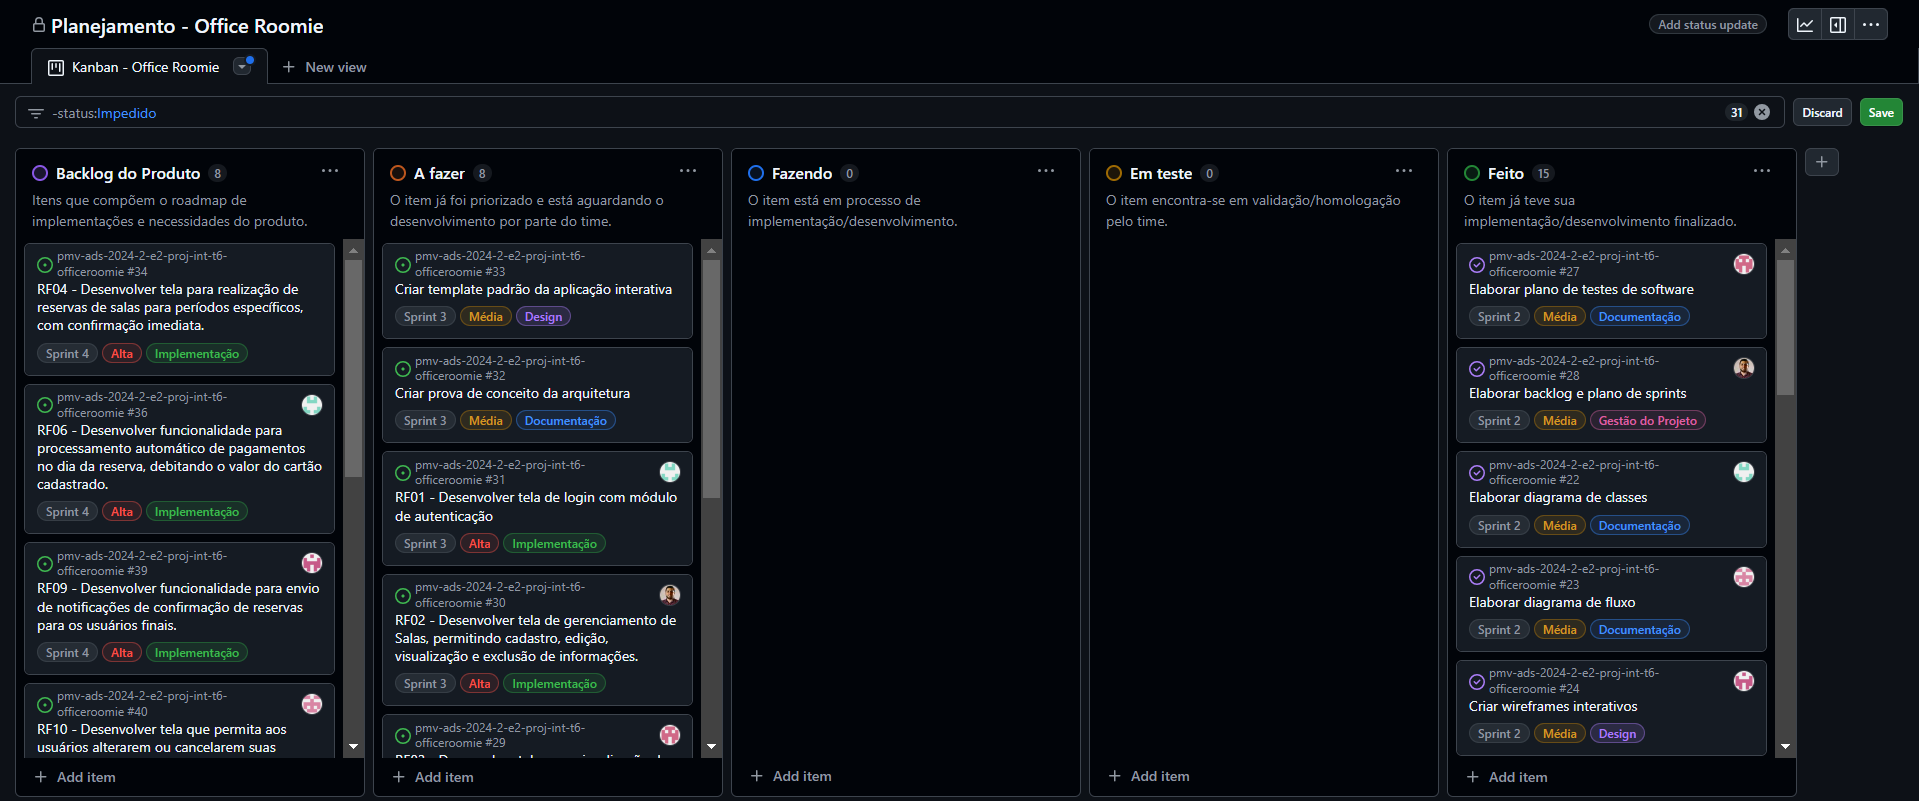 Planejamento - Office Roomie
Add status update
Kanban - Office Roomie
New view
-status:Impedido
31
Discard
Save
Backlog do Produto 8
Itens que compõem o roadmap de
implementações e necessidades do produto.
pmv-ads-2024-2-e2-proj-int-t6-
officeroomie #34
RF04 - Desenvolver tela para realização de
reservas de salas para períodos específicos,
com confirmação imediata.
Sprint 4 Alta Implementação
pmv-ads-2024-2-e2-proj-int-t6-
officeroomie #36
RF06 - Desenvolver funcionalidade para
processamento automático de pagamentos
no dia da reserva, debitando o valor do cartão
cadastrado.
Sprint 4 Alta Implementação
pmv-ads-2024-2-e2-proj-int-t6-
officeroomie #39
RF09 - Desenvolver funcionalidade para envio
de notificações de confirmação de reservas
para os usuários finais.
Sprint 4 Alta Implementação
pmv-ads-2024-2-e2-proj-int-t6-
officeroomie #40
RF10 - Desenvolver tela que permita aos
usuários alterarem ou cancelarem suas
Add item
A fazer 8
O item já foi priorizado e está aguardando o
desenvolvimento por parte do time.
pmv-ads-2024-2-e2-proj-int-t6-
officeroomie #33
Criar template padrão da aplicação interativa
Sprint 3 Média Design
pmv-ads-2024-2-e2-proj-int-t6-
officeroomie #32
Criar prova de conceito da arquitetura
Sprint 3 Média Documentação
pmv-ads-2024-2-e2-proj-int-t6-
officeroomie #31
RF01 - Desenvolver tela de login com módulo
de autenticação
Sprint 3 Alta Implementação
pmv-ads-2024-2-e2-proj-int-t6-
officeroomie #30
RF02 - Desenvolver tela de gerenciamento de
Salas, permitindo cadastro, edição,
visualização e exclusão de informações.
Sprint 3 Alta Implementação
pmv-ads-2024-2-e2-proj-int-t6-
officeroomie #29
Add item
Fazendo 0
O item está em processo de
implementação/desenvolvimento.
Add item
Em teste 0
O item encontra-se em validação/homologação
pelo time.
Add item
Feito 15
O item já teve sua
implementação/desenvolvimento finalizado.
pmv-ads-2024-2-e2-proj-int-t6-
officeroomie #27
Elaborar plano de testes de software
Sprint 2 Média Documentação
pmv-ads-2024-2-e2-proj-int-t6-
officeroomie #28
Elaborar backlog e plano de sprints
Sprint 2 Média Gestão do Projeto
pmv-ads-2024-2-e2-proj-int-t6-
officeroomie #22
Elaborar diagrama de classes
Sprint 2 Média Documentação
pmv-ads-2024-2-e2-proj-int-t6-
officeroomie #23
Elaborar diagrama de fluxo
Sprint 2 Média Documentação
pmv-ads-2024-2-e2-proj-int-t6-
officeroomie #24
Criar wireframes interativos
Sprint 2 Média Design
Add item